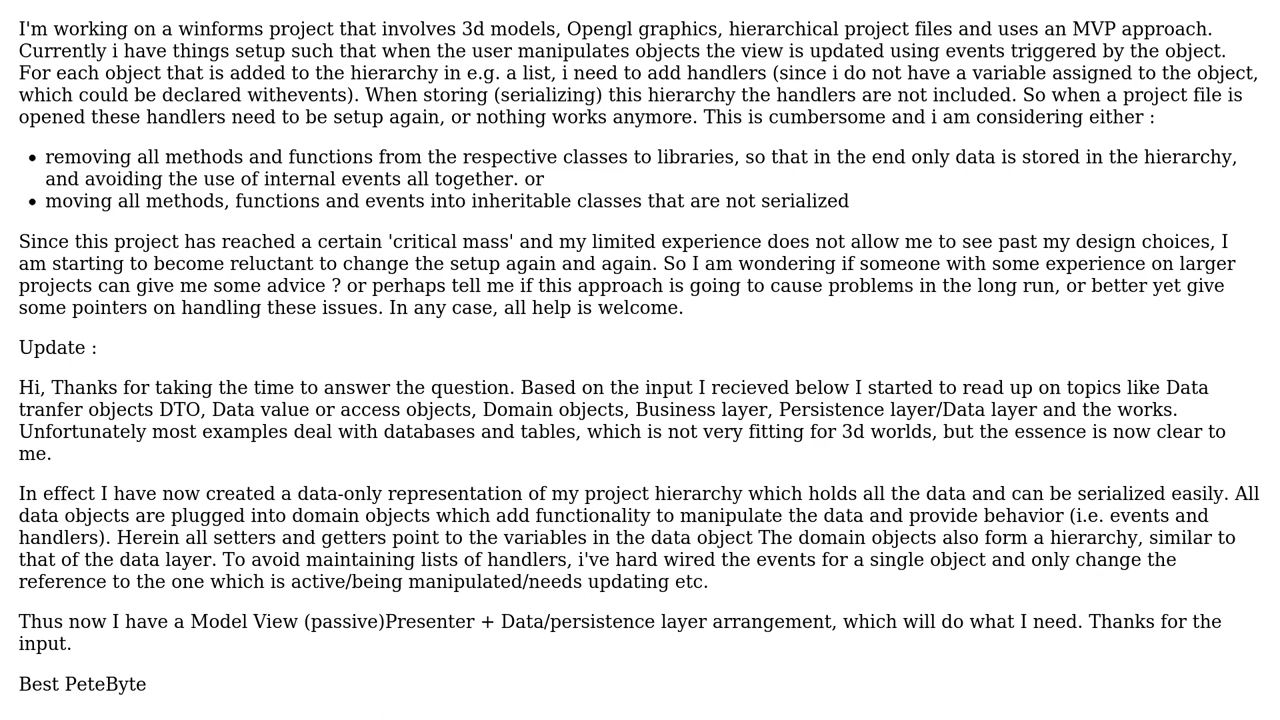 I'm working on a winforms project that involves 3d models, Opengl graphics, hierarchical project files and uses an MVP approach.
Currently i have things setup such that when the user manipulates objects the view is updated using events triggered by the object.
For each object that is added to the hierarchy in e.g. a list, i need to add handlers (since i do not have a variable assigned to the object,
which could be declared withevents). When storing (serializing) this hierarchy the handlers are not included. So when a project file is
opened these handlers need to be setup again, or nothing works anymore. This is cumbersome and i am considering either :
• removing all methods and functions from the respective classes to libraries, so that in the end only data is stored in the hierarchy,
and avoiding the use of internal events all together. or
• moving all methods, functions and events into inheritable classes that are not serialized
Since this project has reached a certain 'critical mass' and my limited experience does not allow me to see past my design choices, I
am starting to become reluctant to change the setup again and again. So I am wondering if someone with some experience on larger
projects can give me some advice ? or perhaps tell me if this approach is going to cause problems in the long run, or better yet give
some pointers on handling these issues. In any case, all help is welcome.
Update :
Hi, Thanks for taking the time to answer the question. Based on the input I recieved below I started to read up on topics like Data
tranfer objects DTO, Data value or access objects, Domain objects, Business layer, Persistence layer/Data layer and the works.
Unfortunately most examples deal with databases and tables, which is not very fitting for 3d worlds, but the essence is now clear to
me.
In effect I have now created a data-only representation of my project hierarchy which holds all the data and can be serialized easily. All
data objects are plugged into domain objects which add functionality to manipulate the data and provide behavior (i.e. events and
handlers). Herein all setters and getters point to the variables in the data object The domain objects also form a hierarchy, similar to
that of the data layer. To avoid maintaining lists of handlers, i've hard wired the events for a single object and only change the
reference to the one which is active/being manipulated/needs updating etc.
Thus now I have a Model View (passive)Presenter + Data/persistence layer arrangement, which will do what I need. Thanks for the
input.
Best PeteByte